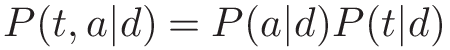 P(t, a|d) = P(a|d)P(t|d)